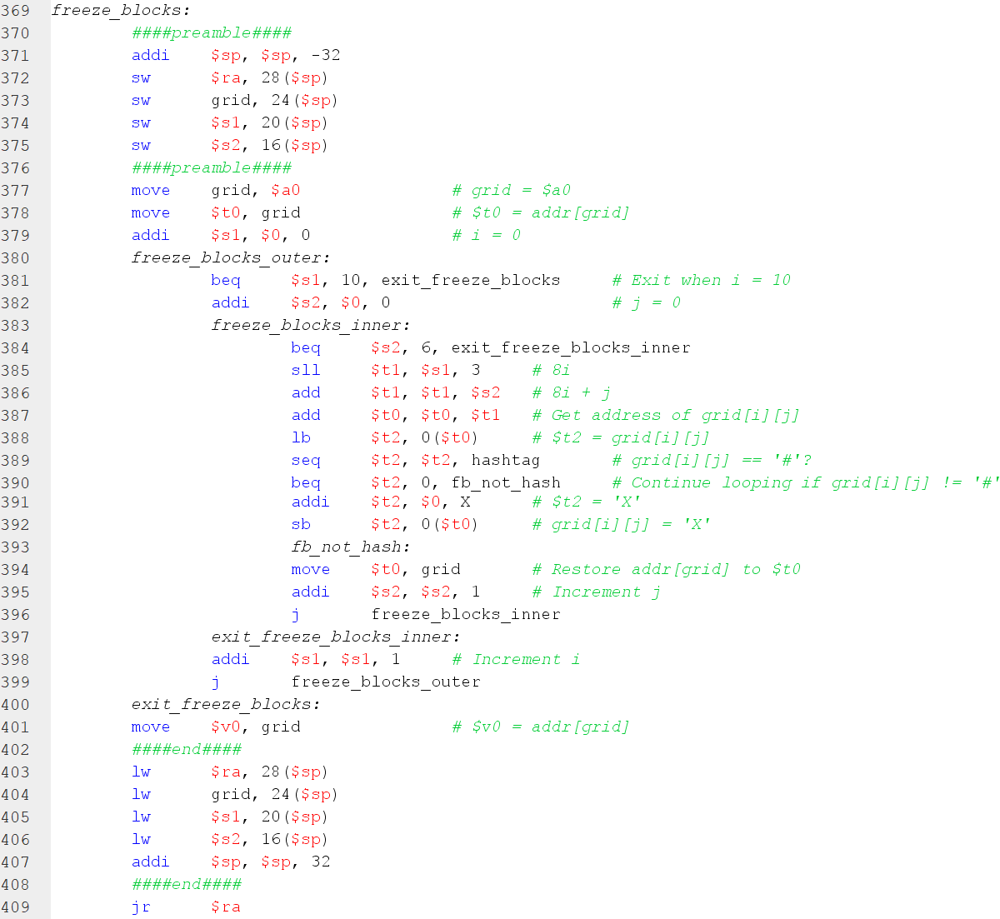 369 freeze_blocks:
370 ####preamble####
371 addi $sp, $sp, -32
372 sw $ra, 28($sp)
373 sw grid, 24($sp)
374 sw $s1, 20($sp)
375 sw $s2, 16($sp)
376 ####preamble####
377 move grid, $a0 # grid = $a0
378 move $t0, grid # $t0 = addr[grid]
379 addi $s1, $0, 0 # i = 0
380 freeze_blocks_outer:
381 beq $s1, 10, exit_freeze_blocks # Exit when i = 10
382 addi $s2, $0, 0 # j = 0
383 freeze_blocks_inner:
384 beq $s2, 6, exit_freeze_blocks_inner
385 sll $t1, $s1, 3 # 8i
386 add $t1, $t1, $s2 # 8i + j
387 add $t0, $t0, $t1 # Get address of grid[i][j]
388 lb $t2, 0($t0) # $t2 = grid[i][j]
389 seq $t2, $t2, hashtag # grid[i][j] == '#'?
390 beq $t2, 0, fb_not_hash # Continue looping if grid[i][j] != '#'
391 addi $t2, $0, X # $t2 = 'X'
392 sb $t2, 0($t0) # grid[i][j] = 'X'
393 fb_not_hash:
394 move $t0, grid # Restore addr[grid] to $t0
395 addi $s2, $s2, 1 # Increment j
396 j freeze_blocks_inner
397 exit_freeze_blocks_inner:
398 addi $s1, $s1, 1 # Increment i
399 j freeze_blocks_outer
400 exit_freeze_blocks:
401 move $v0, grid # $v0 = addr[grid]
402 ####end####
403 lw $ra, 28($sp)
404 lw grid, 24($sp)
405 lw $s1, 20($sp)
406 lw $s2, 16($sp)
407 addi $sp, $sp, 32
408 ####end####
409 jr $ra